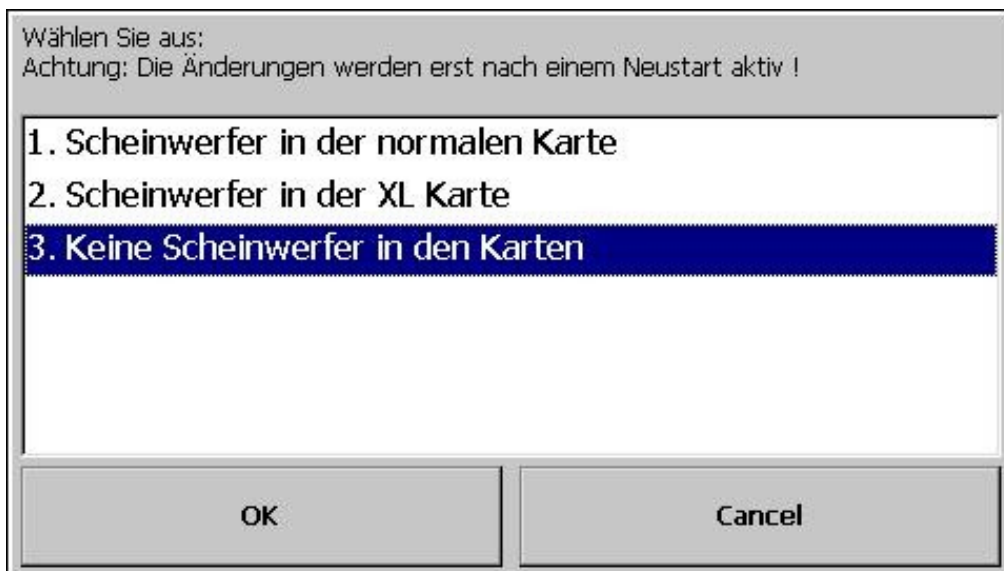 Wählen Sie aus:
Achtung: Die Änderungen werden erst nach einem Neustart aktiv !
1. Scheinwerfer in der normalen Karte
2. Scheinwerfer in der XL Karte
3. Keine Scheinwerfer in den Karten
OK
Cancel